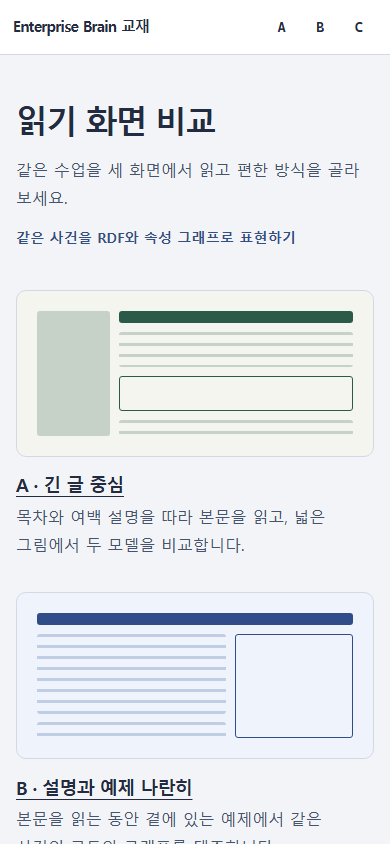 Enterprise Brain 교재
A B C
읽기 화면 비교
같은 수업을 세 화면에서 읽고 편한 방식을 골라
보세요.
같은 사건을 RDF와 속성 그래프로 표현하기
A · 긴 글 중심
목차와 여백 설명을 따라 본문을 읽고, 넓은
그림에서 두 모델을 비교합니다.
B · 설명과 예제 나란히
본문을 읽는 동안 곁에 있는 예제에서 같은